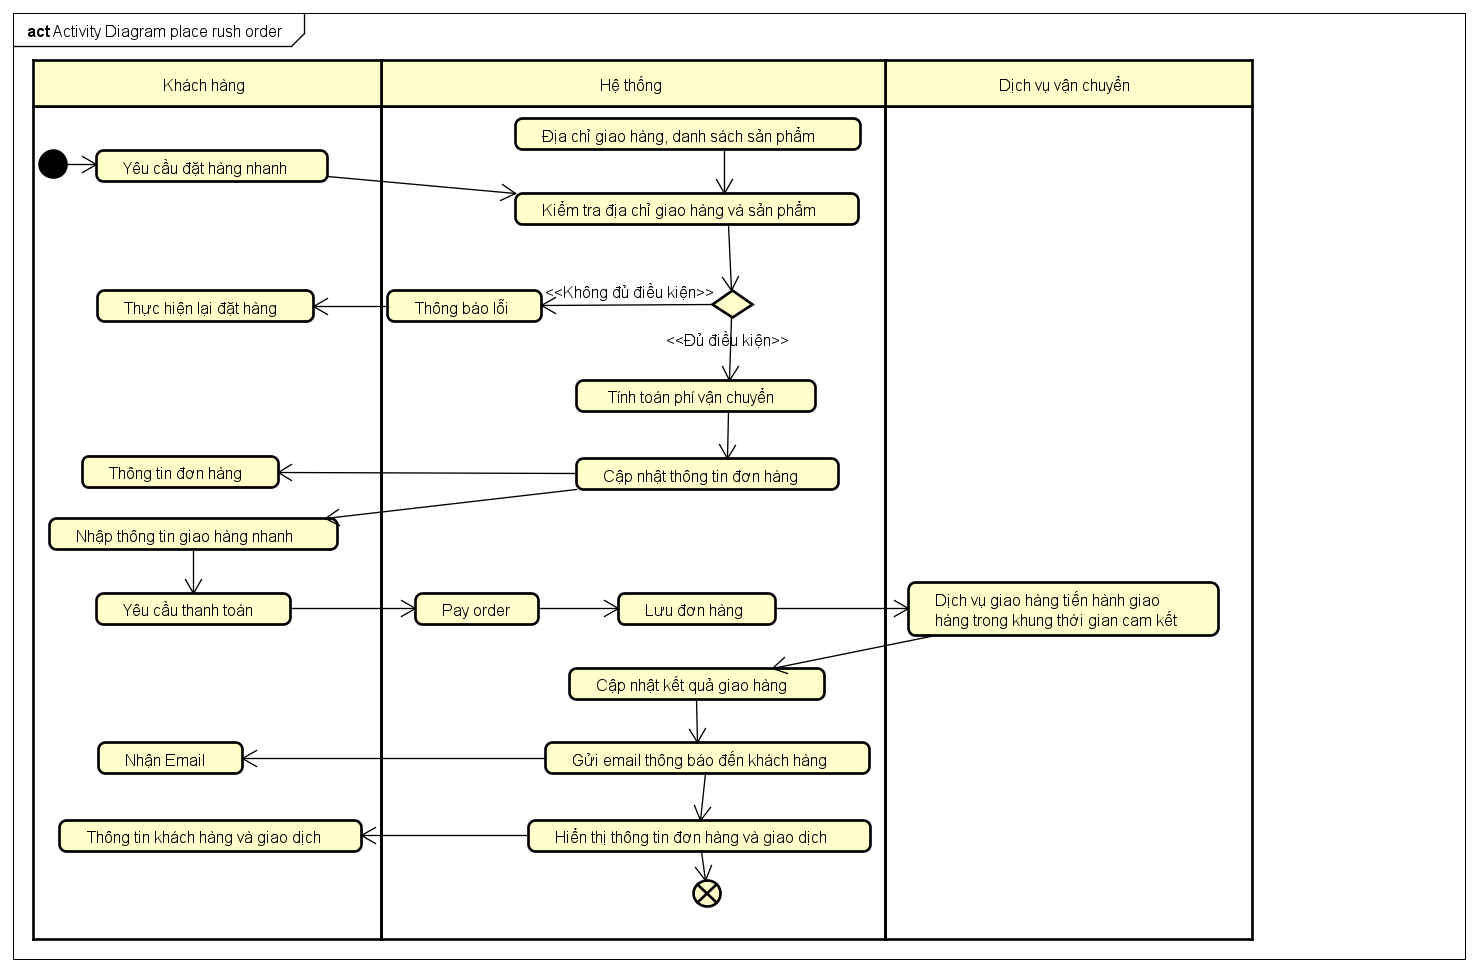 act Activity Diagram place rush order
Khách hàng
Hệ thống
Dịch vụ vận chuyển
Địa chỉ giao hàng, danh sách sản phẩm
Yêu cầu đặt hàng nhanh
Kiểm tra địa chỉ giao hàng và sản phẩm
<<Không đủ điều kiện>>
Thực hiện lại đặt hàng
Thông báo lỗi
<<Đủ điều kiện>>
Tính toán phí vận chuyển
Thông tin đơn hàng
Cập nhật thông tin đơn hàng
Nhập thông tin giao hàng nhanh
Yêu cầu thanh toán
Pay order
Lưu đơn hàng
Dịch vụ giao hàng tiến hành giao
hàng trong khung thời gian cam kết
Cập nhật kết quả giao hàng
Nhận Email
Gửi email thông báo đến khách hàng
Thông tin khách hàng và giao dịch
Hiển thị thông tin đơn hàng và giao dịch